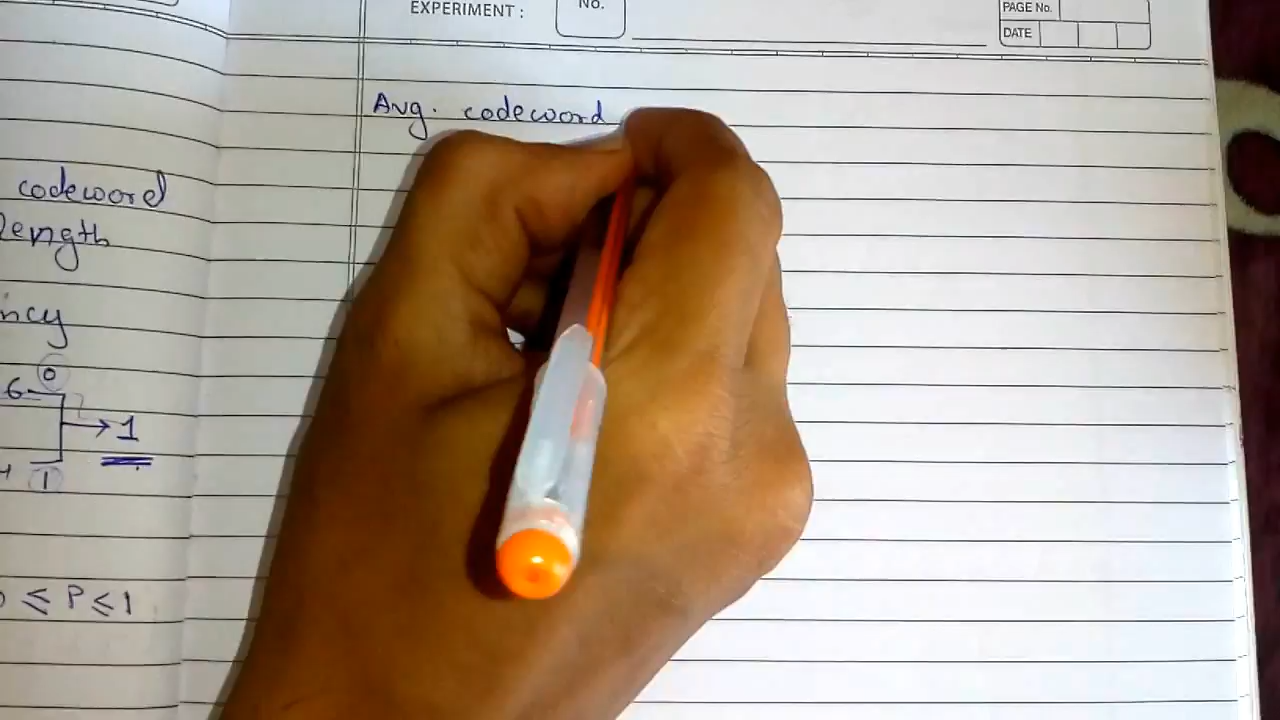 EXPERIMENT :
No.
PAGE No.
DATE
Avg. codeword
codeword
length
ncy
6 0
1
1
≤ P ≤ 1